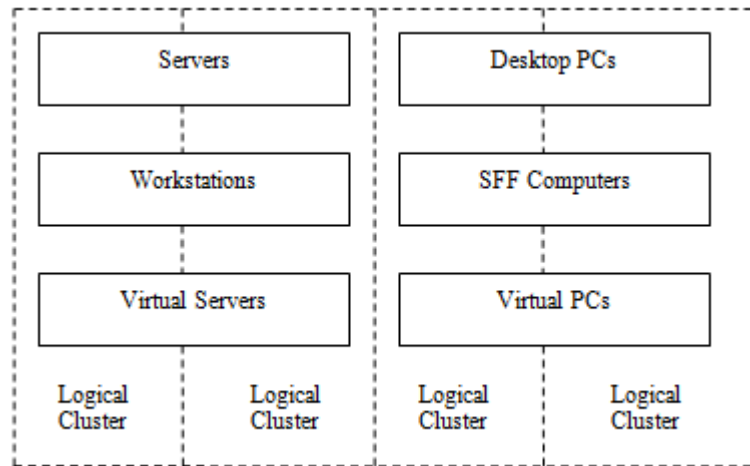 Servers
Desktop PCs
Workstations
SFF Computers
Virtual Servers
Virtual PCs
Logical
Cluster
Logical
Cluster
Logical
Cluster
Logical
Cluster